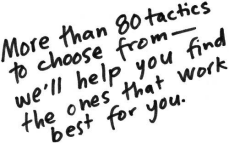 More than 80 tactics
to choose from—
we'll help you find
the ones that work
best for you.